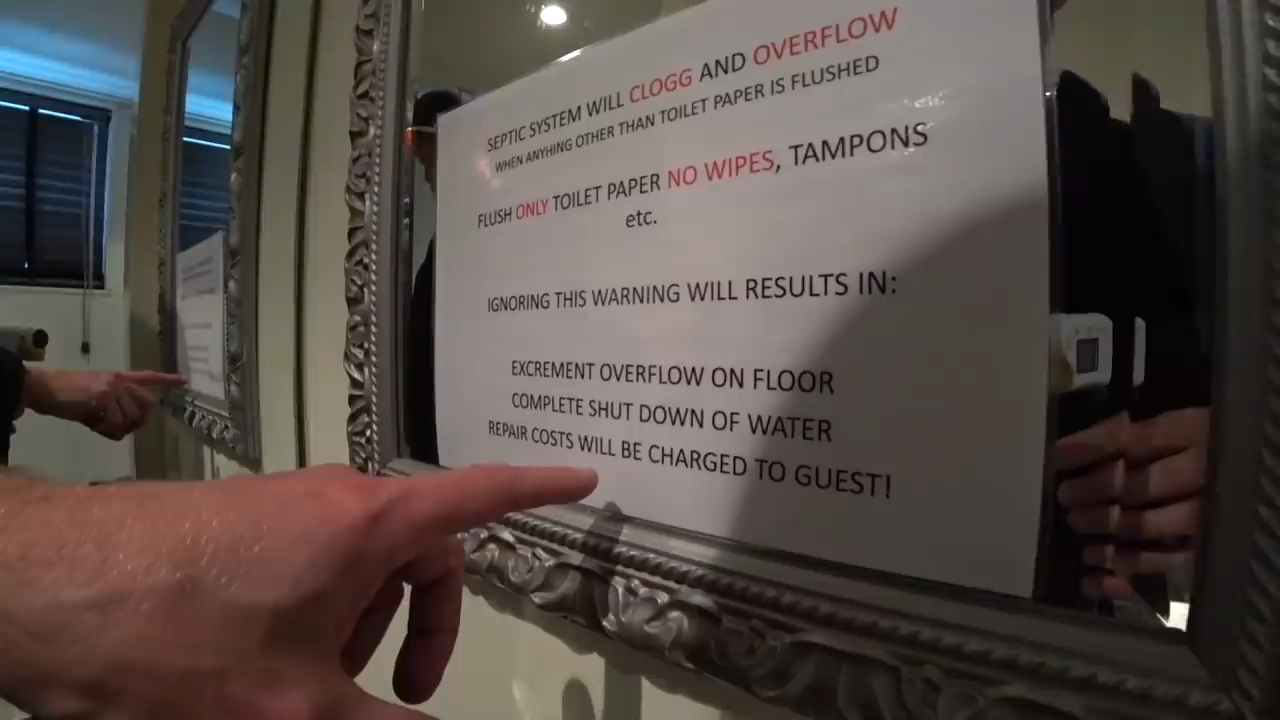 SEPTIC SYSTEM WILL CLOGG AND OVERFLOW
WHEN ANYHING OTHER THAN TOILET PAPER IS FLUSHED
FLUSH ONLY TOILET PAPER NO WIPES, TAMPONS
etc.
IGNORING THIS WARNING WILL RESULTS IN:
EXCREMENT OVERFLOW ON FLOOR
COMPLETE SHUT DOWN OF WATER
REPAIR COSTS WILL BE CHARGED TO GUEST!